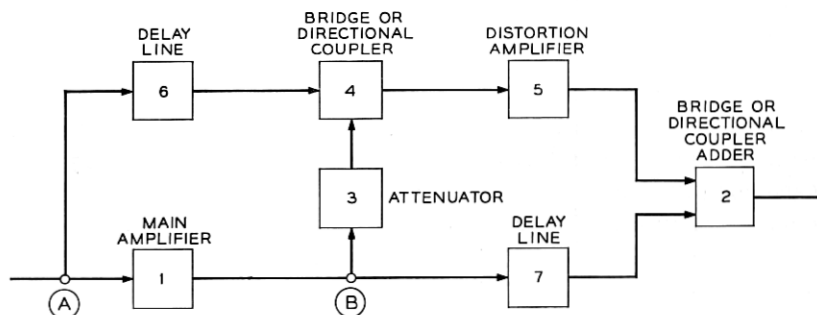 BRIDGE OR
DIRECTIONAL
COUPLER
DELAY
LINE
DISTORTION
AMPLIFIER
6
4
5
BRIDGE OR
DIRECTIONAL
COUPLER
ADDER
3
ATTENUATOR
2
MAIN
AMPLIFIER
DELAY
LINE
1
7
A
B